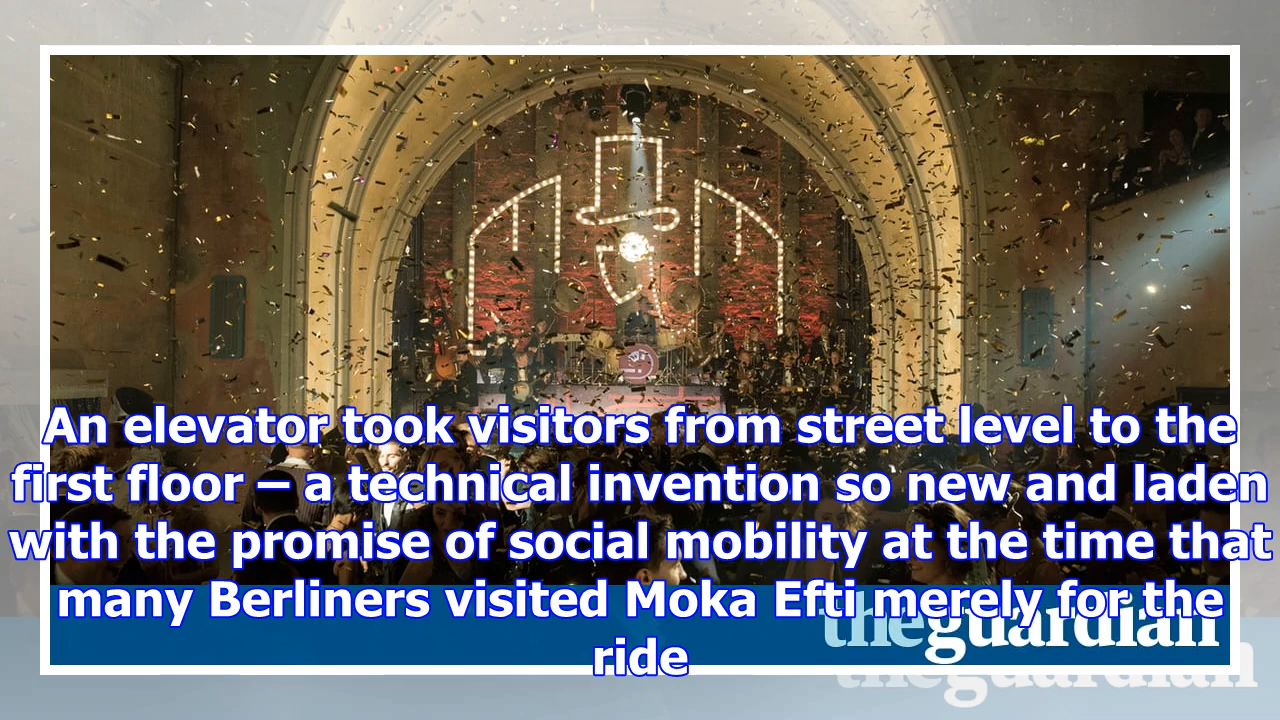 An elevator took visitors from street level to the
first floor – a technical invention so new and laden
with the promise of social mobility at the time that
many Berliners visited Moka Efti merely for the
ride
theguardian
theguardian